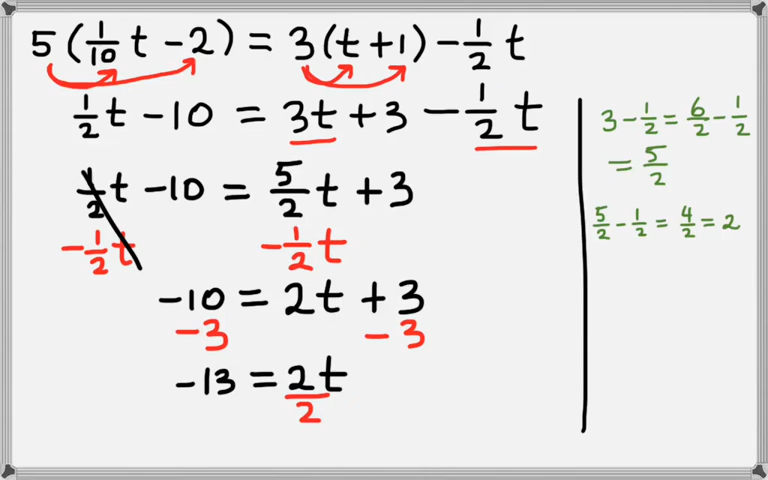 5(1/10 t - 2) = 3(t + 1) - 1/2 t
1/2 t - 10 = 3t + 3 - 1/2 t
1/2 t - 10 = 5/2 t + 3
- 1/2 t - 1/2 t
-10 = 2t + 3
-3 -3
-13 = 2t
2
3 - 1/2 = 6/2 - 1/2
= 5/2
5/2 - 1/2 = 4/2 = 2